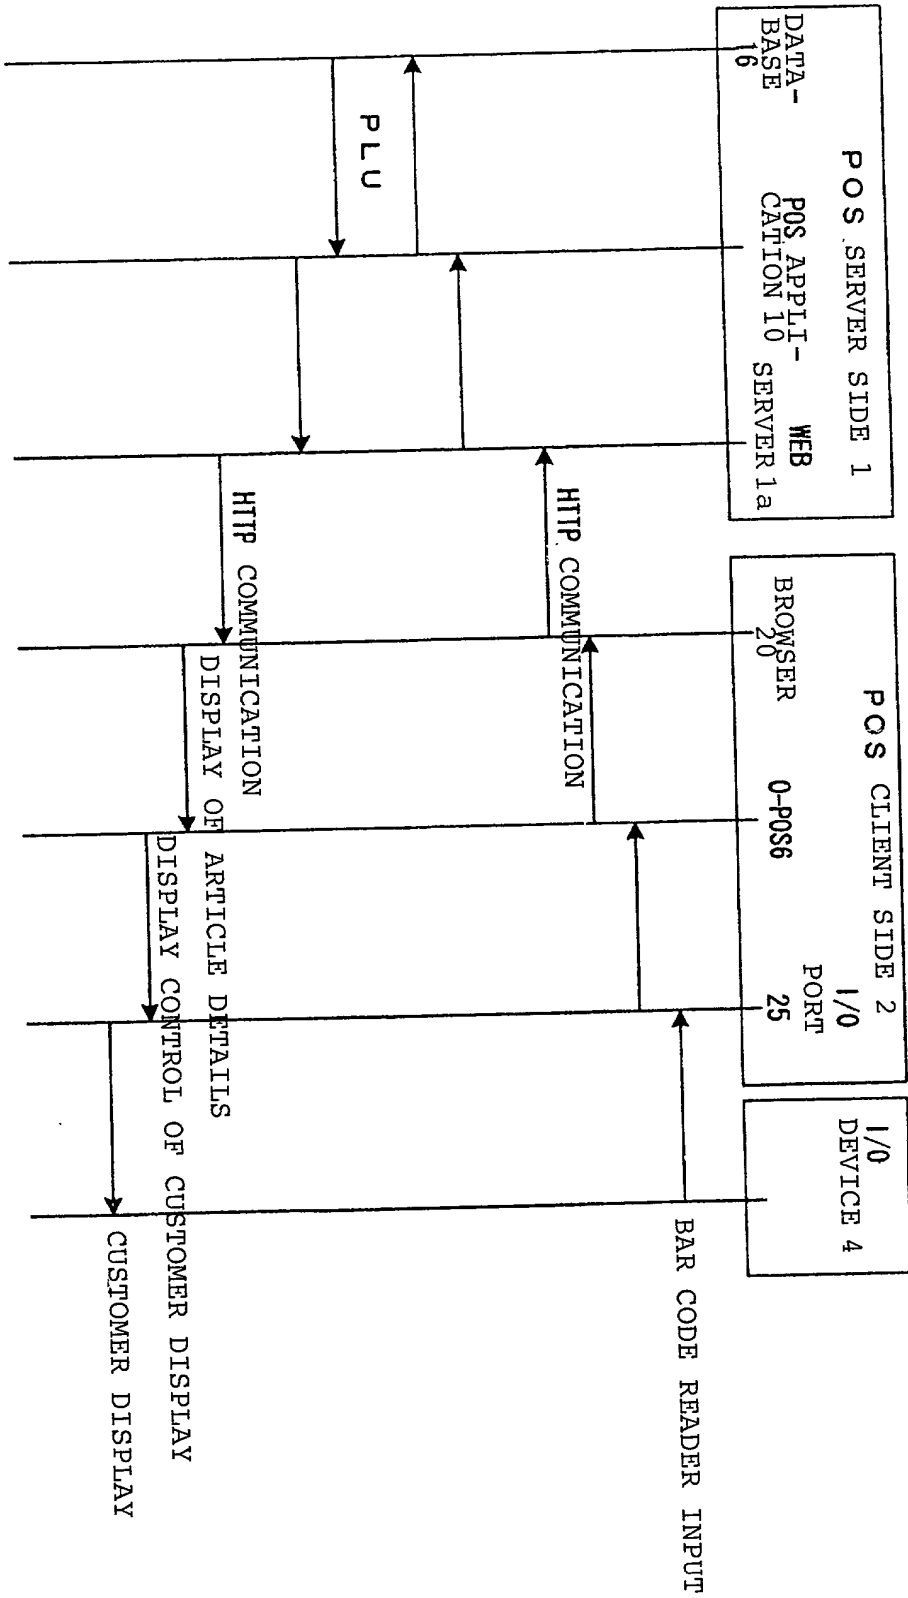 POS SERVER SIDE 1
DATA-
BASE
16
POS APPLI-
CATION 10
WEB
SERVER 1a
POS CLIENT SIDE 2
BROWSER
20
O-POS6
I/O
PORT
25
I/O
DEVICE 4
BAR CODE READER INPUT
HTTP COMMUNICATION
PLU
HTTP COMMUNICATION
DISPLAY OF ARTICLE DETAILS
DISPLAY CONTROL OF CUSTOMER DISPLAY
CUSTOMER DISPLAY